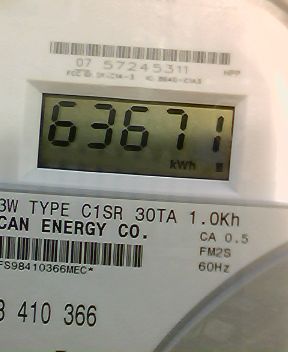 07 57245311
63671
kWh
3W TYPE C1SR 30TA 1.0Kh
CAN ENERGY CO.
CA 0.5
FM2S
FS98410366MEC*
60Hz
3 410 366